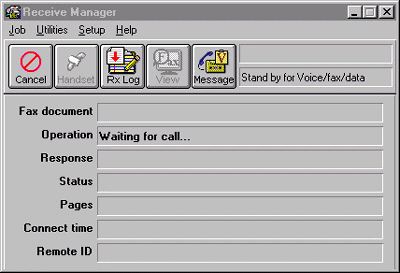 Receive Manager
Job Utilities Setup Help
Cancel Handset Rx Log Fax View Message
Stand by for Voice/fax/data
Fax document
Operation Waiting for call...
Response
Status
Pages
Connect time
Remote ID